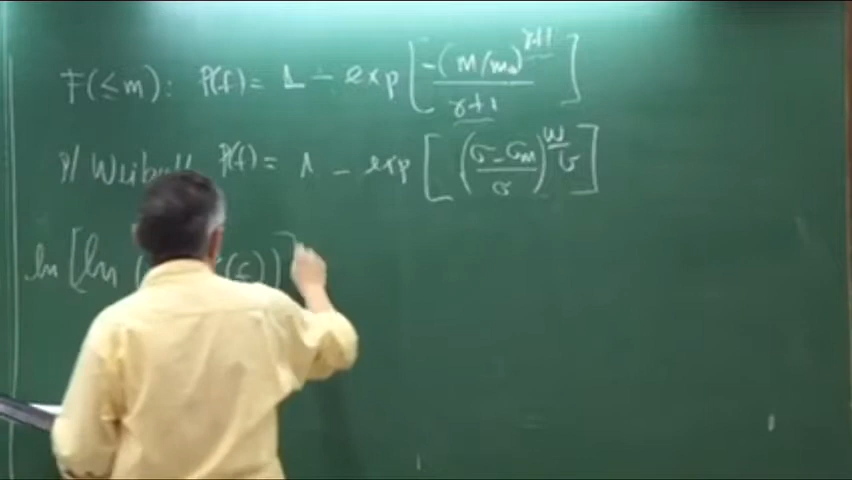 F(≤m): P(f) = 1 - exp [-(m/m₀)^(r+1) / r+1]
P/ Weibull P(f) = 1 - exp [((σ-σm)/σ)^]
ln [ln (